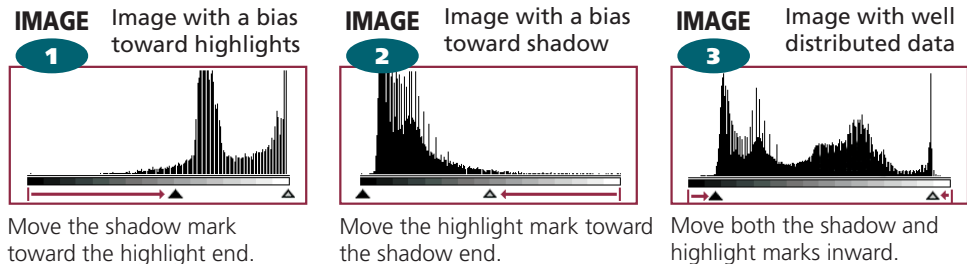 IMAGE
1
Image with a bias
toward highlights
Move the shadow mark
toward the highlight end.
IMAGE
2
Image with a bias
toward shadow
Move the highlight mark toward
the shadow end.
IMAGE
3
Image with well
distributed data
Move both the shadow and
highlight marks inward.